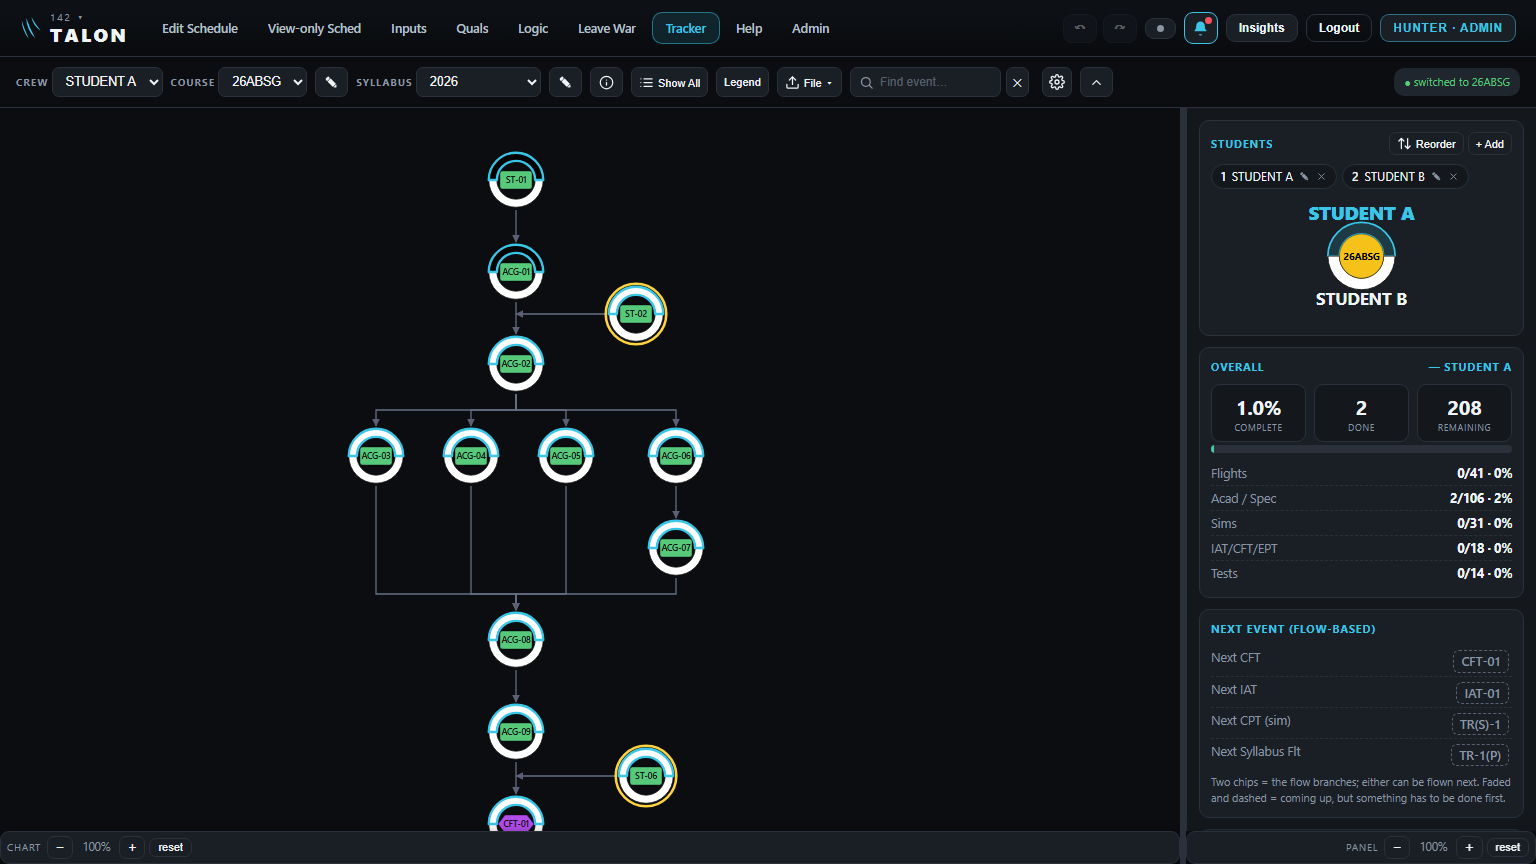 142
TALON
Edit Schedule
View-only Sched
Inputs
Quals
Logic
Leave War
Tracker
Help
Admin
Insights
Logout
HUNTER · ADMIN
CREW
STUDENT A
COURSE
26ABSG
SYLLABUS
2026
Show All
Legend
File
Find event...
switched to 26ABSG
ST-01
ACG-01
ST-02
ACG-02
ACG-03
ACG-04
ACG-05
ACG-06
ACG-07
ACG-08
ACG-09
ST-06
CFT-01
STUDENTS
Reorder
+ Add
1 STUDENT A
2 STUDENT B
STUDENT A
26ABSG
STUDENT B
OVERALL
— STUDENT A
1.0%
COMPLETE
2
DONE
208
REMAINING
Flights 0/41 · 0%
Acad / Spec 2/106 · 2%
Sims 0/31 · 0%
IAT/CFT/EPT 0/18 · 0%
Tests 0/14 · 0%
NEXT EVENT (FLOW-BASED)
Next CFT CFT-01
Next IAT IAT-01
Next CPT (sim) TR(S)-1
Next Syllabus Flt TR-1(P)
Two chips = the flow branches; either can be flown next. Faded
and dashed = coming up, but something has to be done first.
CHART − 100% + reset
PANEL − 100% + reset